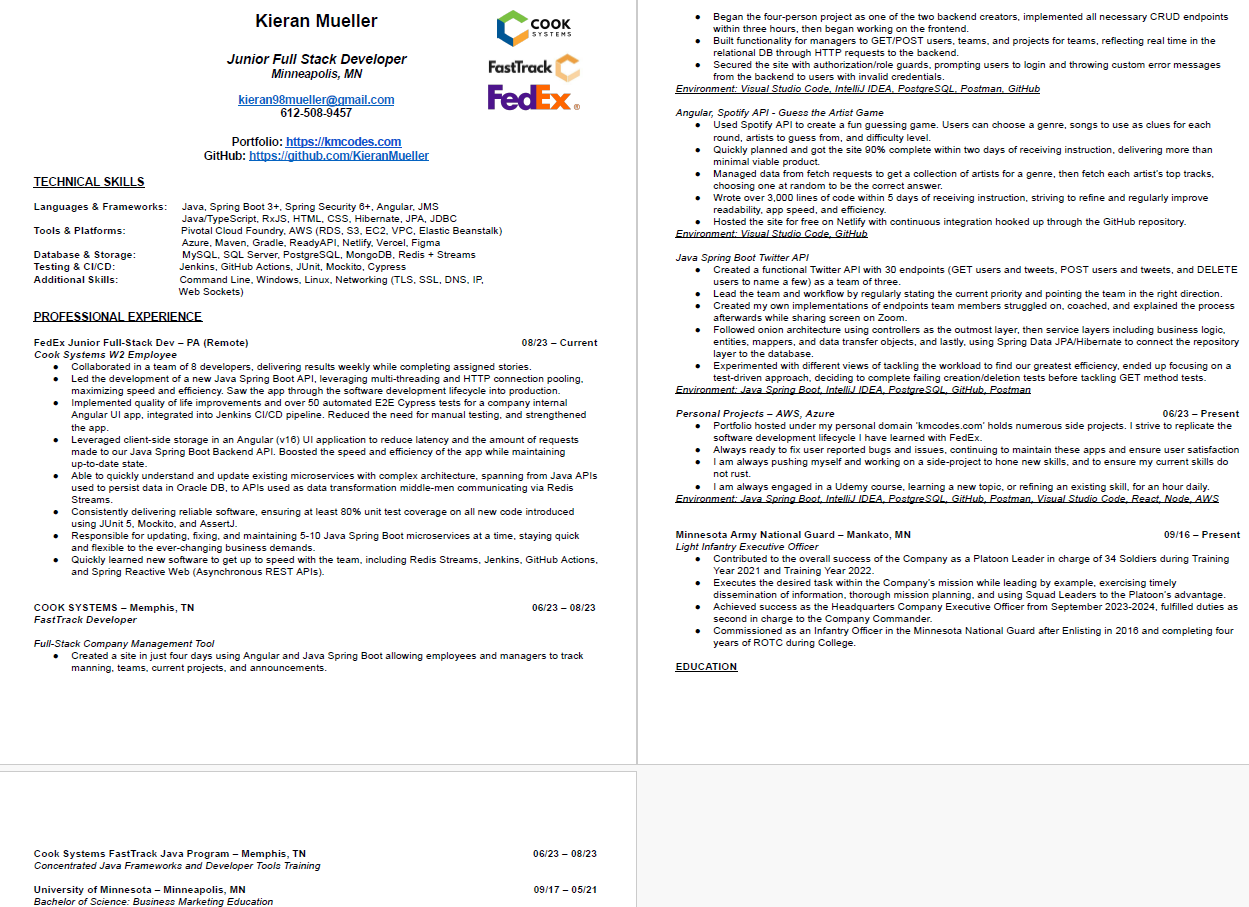 Kieran Mueller
COOK
SYSTEMS
Junior Full Stack Developer
Minneapolis, MN
FastTrack
FedEx®
kieran98mueller@gmail.com
612-508-9457
Portfolio: https://kmcodes.com
GitHub: https://github.com/KieranMueller
TECHNICAL SKILLS
Languages & Frameworks: Java, Spring Boot 3+, Spring Security 6+, Angular, JMS
Java/TypeScript, RxJS, HTML, CSS, Hibernate, JPA, JDBC
Tools & Platforms: Pivotal Cloud Foundry, AWS (RDS, S3, EC2, VPC, Elastic Beanstalk)
Azure, Maven, Gradle, ReadyAPI, Netlify, Vercel, Figma
Database & Storage: MySQL, SQL Server, PostgreSQL, MongoDB, Redis + Streams
Testing & CI/CD: Jenkins, GitHub Actions, JUnit, Mockito, Cypress
Additional Skills: Command Line, Windows, Linux, Networking (TLS, SSL, DNS, IP,
Web Sockets)
PROFESSIONAL EXPERIENCE
FedEx Junior Full-Stack Dev – PA (Remote) 08/23 – Current
Cook Systems W2 Employee
● Collaborated in a team of 8 developers, delivering results weekly while completing assigned stories.
● Led the development of a new Java Spring Boot API, leveraging multi-threading and HTTP connection pooling,
maximizing speed and efficiency. Saw the app through the software development lifecycle into production.
● Implemented quality of life improvements and over 50 automated E2E Cypress tests for a company internal
Angular UI app, integrated into Jenkins CI/CD pipeline. Reduced the need for manual testing, and strengthened
the app.
● Leveraged client-side storage in an Angular (v16) UI application to reduce latency and the amount of requests
made to our Java Spring Boot Backend API. Boosted the speed and efficiency of the app while maintaining
up-to-date state.
● Able to quickly understand and update existing microservices with complex architecture, spanning from Java APIs
used to persist data in Oracle DB, to APIs used as data transformation middle-men communicating via Redis
Streams.
● Consistently delivering reliable software, ensuring at least 80% unit test coverage on all new code introduced
using JUnit 5, Mockito, and AssertJ.
● Responsible for updating, fixing, and maintaining 5-10 Java Spring Boot microservices at a time, staying quick
and flexible to the ever-changing business demands.
● Quickly learned new software to get up to speed with the team, including Redis Streams, Jenkins, GitHub Actions,
and Spring Reactive Web (Asynchronous REST APIs).
COOK SYSTEMS – Memphis, TN 06/23 – 08/23
FastTrack Developer
Full-Stack Company Management Tool
● Created a site in just four days using Angular and Java Spring Boot allowing employees and managers to track
manning, teams, current projects, and announcements.
● Began the four-person project as one of the two backend creators, implemented all necessary CRUD endpoints
within three hours, then began working on the frontend.
● Built functionality for managers to GET/POST users, teams, and projects for teams, reflecting real time in the
relational DB through HTTP requests to the backend.
● Secured the site with authorization/role guards, prompting users to login and throwing custom error messages
from the backend to users with invalid credentials.
Environment: Visual Studio Code, IntelliJ IDEA, PostgreSQL, Postman, GitHub
Angular, Spotify API - Guess the Artist Game
● Used Spotify API to create a fun guessing game. Users can choose a genre, songs to use as clues for each
round, artists to guess from, and difficulty level.
● Quickly planned and got the site 90% complete within two days of receiving instruction, delivering more than
minimal viable product.
● Managed data from fetch requests to get a collection of artists for a genre, then fetch each artist's top tracks,
choosing one at random to be the correct answer.
● Wrote over 3,000 lines of code within 5 days of receiving instruction, striving to refine and regularly improve
readability, app speed, and efficiency.
● Hosted the site for free on Netlify with continuous integration hooked up through the GitHub repository.
Environment: Visual Studio Code, GitHub
Java Spring Boot Twitter API
● Created a functional Twitter API with 30 endpoints (GET users and tweets, POST users and tweets, and DELETE
users to name a few) as a team of three.
● Lead the team and workflow by regularly stating the current priority and pointing the team in the right direction.
● Created my own implementations of endpoints team members struggled on, coached, and explained the process
afterwards while sharing screen on Zoom.
● Followed onion architecture using controllers as the outmost layer, then service layers including business logic,
entities, mappers, and data transfer objects, and lastly, using Spring Data JPA/Hibernate to connect the repository
layer to the database.
● Experimented with different views of tackling the workload to find our greatest efficiency, ended up focusing on a
test-driven approach, deciding to complete failing creation/deletion tests before tackling GET method tests.
Environment: Java Spring Boot, IntelliJ IDEA, PostgreSQL, GitHub, Postman
Personal Projects – AWS, Azure 06/23 – Present
● Portfolio hosted under my personal domain 'kmcodes.com' holds numerous side projects. I strive to replicate the
software development lifecycle I have learned with FedEx.
● Always ready to fix user reported bugs and issues, continuing to maintain these apps and ensure user satisfaction
● I am always pushing myself and working on a side-project to hone new skills, and to ensure my current skills do
not rust.
● I am always engaged in a Udemy course, learning a new topic, or refining an existing skill, for an hour daily.
Environment: Java Spring Boot, IntelliJ IDEA, PostgreSQL, GitHub, Postman, Visual Studio Code, React, Node, AWS
Minnesota Army National Guard – Mankato, MN 09/16 – Present
Light Infantry Executive Officer
● Contributed to the overall success of the Company as a Platoon Leader in charge of 34 Soldiers during Training
Year 2021 and Training Year 2022.
● Executes the desired task within the Company's mission while leading by example, exercising timely
dissemination of information, thorough mission planning, and using Squad Leaders to the Platoon's advantage.
● Achieved success as the Headquarters Company Executive Officer from September 2023-2024, fulfilled duties as
second in charge to the Company Commander.
● Commissioned as an Infantry Officer in the Minnesota National Guard after Enlisting in 2016 and completing four
years of ROTC during College.
EDUCATION
Cook Systems FastTrack Java Program – Memphis, TN 06/23 – 08/23
Concentrated Java Frameworks and Developer Tools Training
University of Minnesota – Minneapolis, MN 09/17 – 05/21
Bachelor of Science: Business Marketing Education